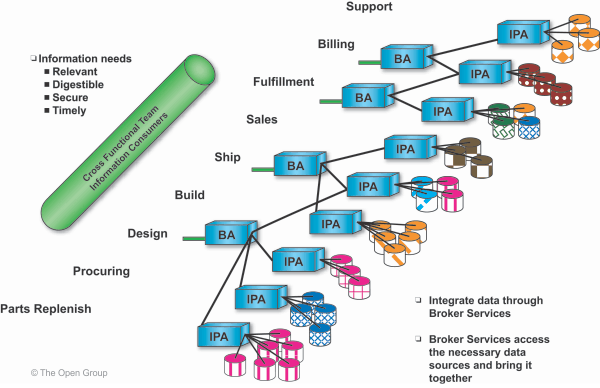 Support
IPA
Billing
BA
❑ Information needs
■ Relevant
■ Digestible
■ Secure
■ Timely
IPA
Fulfillment
BA
IPA
Sales
Cross Functional Team
Information Consumers
IPA
Ship
BA
IPA
Build
IPA
Design
BA
IPA
Procuring
IPA
Parts Replenish
❑ Integrate data through
Broker Services
IPA
❑ Broker Services access
the necessary data
sources and bring it
together
© The Open Group